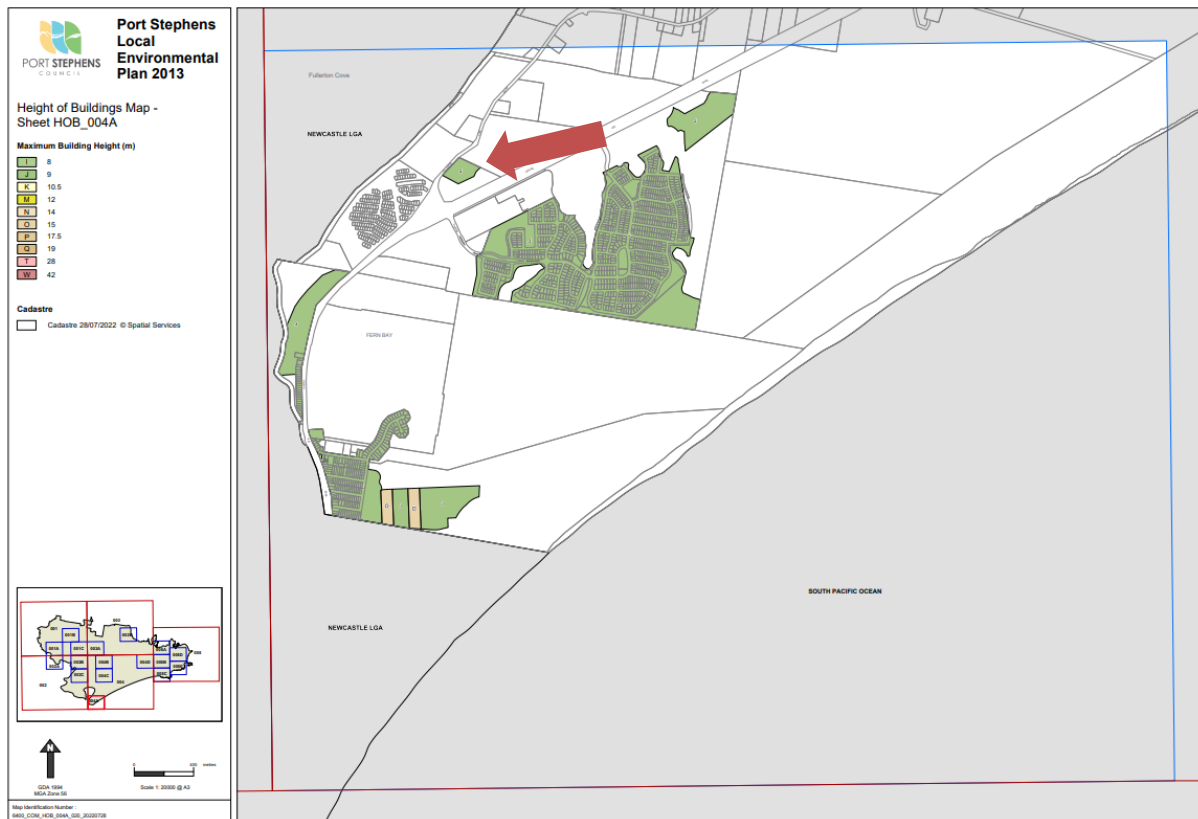 PORT STEPHENS
COUNCIL
Port Stephens
Local
Environmental
Plan 2013
Height of Buildings Map -
Sheet HOB_004A
Maximum Building Height (m)
I 8
J 9
K 10.5
M 12
N 14
O 15
P 17.5
Q 19
T 28
W 42
Cadastre
Cadastre 28/07/2022 © Spatial Services
N
GDA 1994
MGA Zone 56
metres
Scale 1: 20000 @ A3
Map Identification Number :
6400_COM_HOB_004A_020_20220728
Fullerton Cove
NEWCASTLE LGA
FERN BAY
SOUTH PACIFIC OCEAN
NEWCASTLE LGA